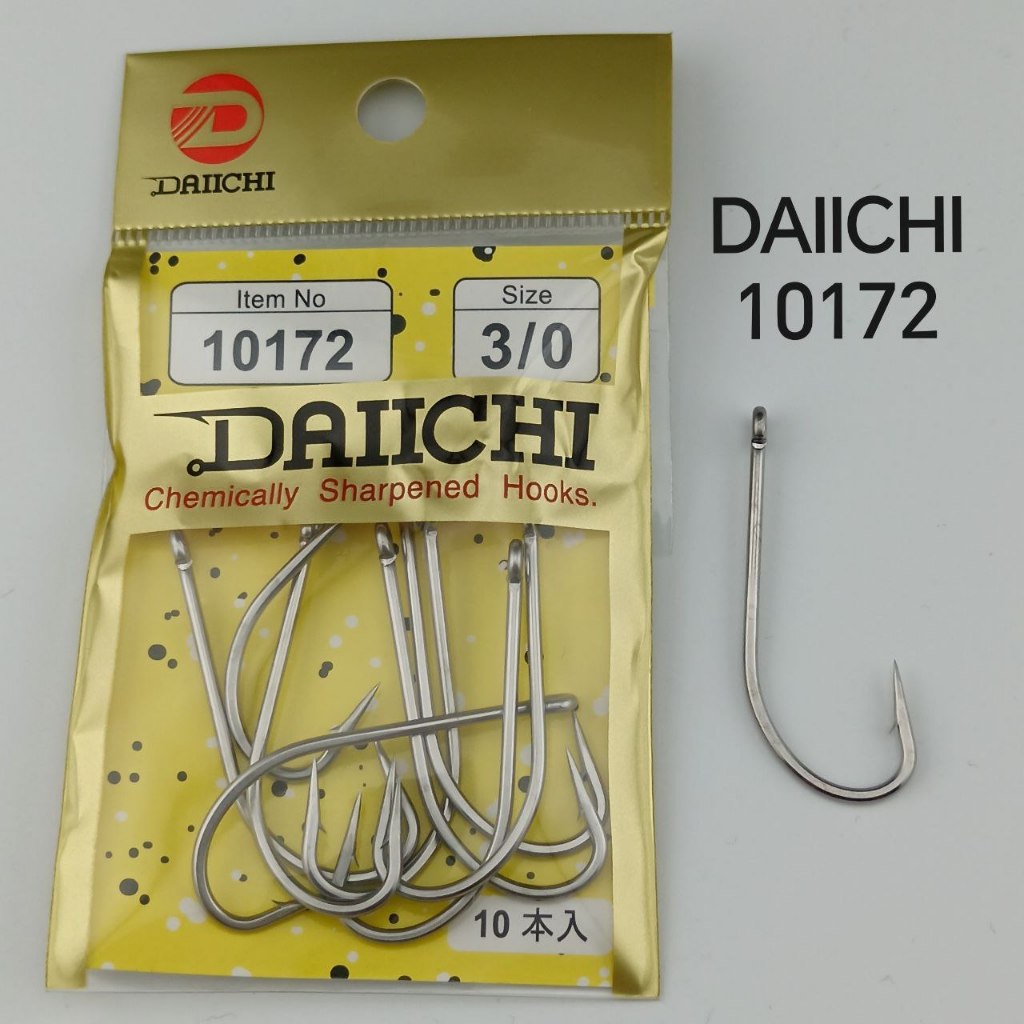 DAIICHI
Item No
10172
Size
3/0
DAIICHI
Chemically Sharpened Hooks.
10 本入
DAIICHI
10172